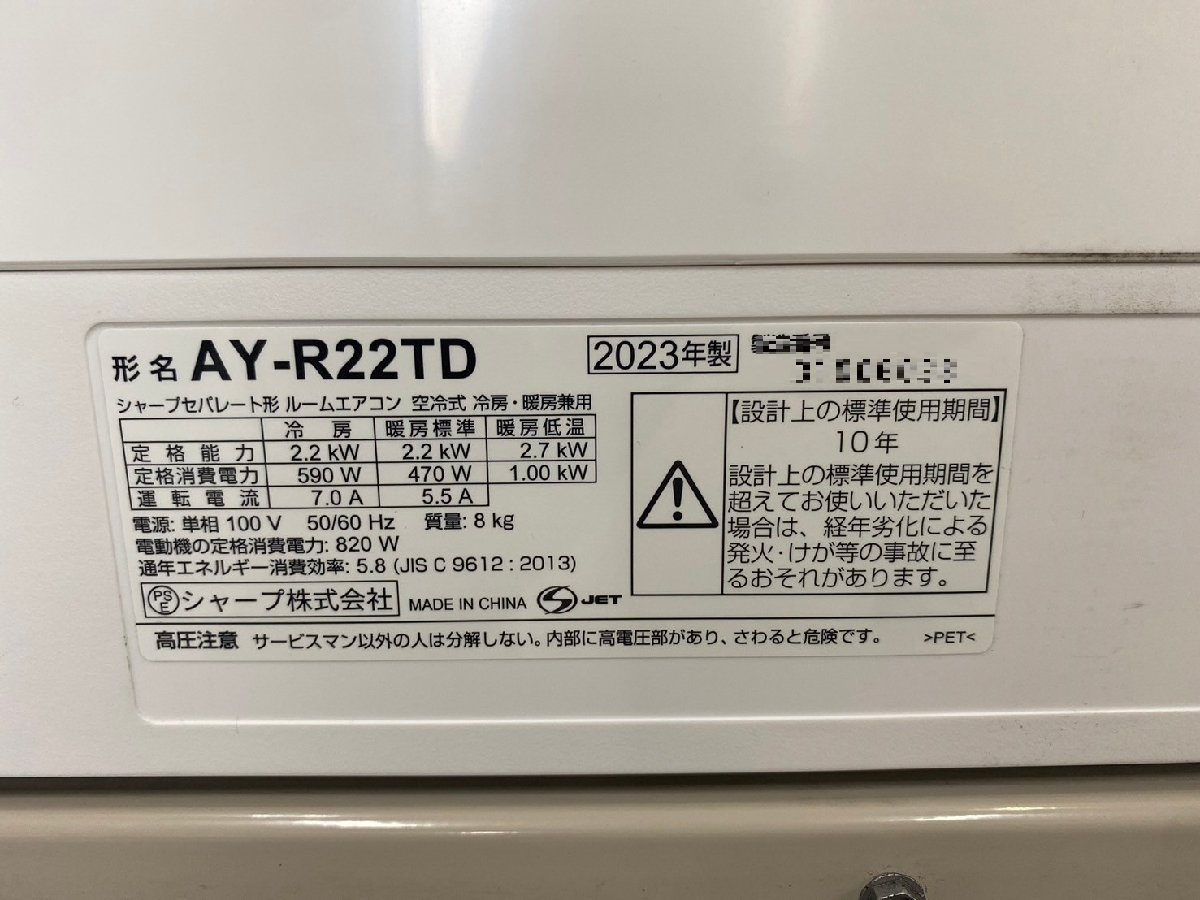 形名 AY-R22TD
2023年製
シャープセパレート形 ルームエアコン 空冷式 冷房・暖房兼用
冷房 暖房標準 暖房低温
定格能力 2.2 kW 2.2 kW 2.7 kW
定格消費電力 590 W 470 W 1.00 kW
運転電流 7.0 A 5.5 A
電源: 単相 100 V 50/60 Hz 質量: 8 kg
電動機の定格消費電力: 820 W
通年エネルギー消費効率: 5.8 (JIS C 9612 : 2013)
PSE シャープ株式会社 MADE IN CHINA S JET
【設計上の標準使用期間】
10年
設計上の標準使用期間を
超えてお使いいただいた
場合は、経年劣化による
発火・けが等の事故に至
るおそれがあります。
高圧注意 サービスマン以外の人は分解しない。内部に高電圧部があり、さわると危険です。 >PET<